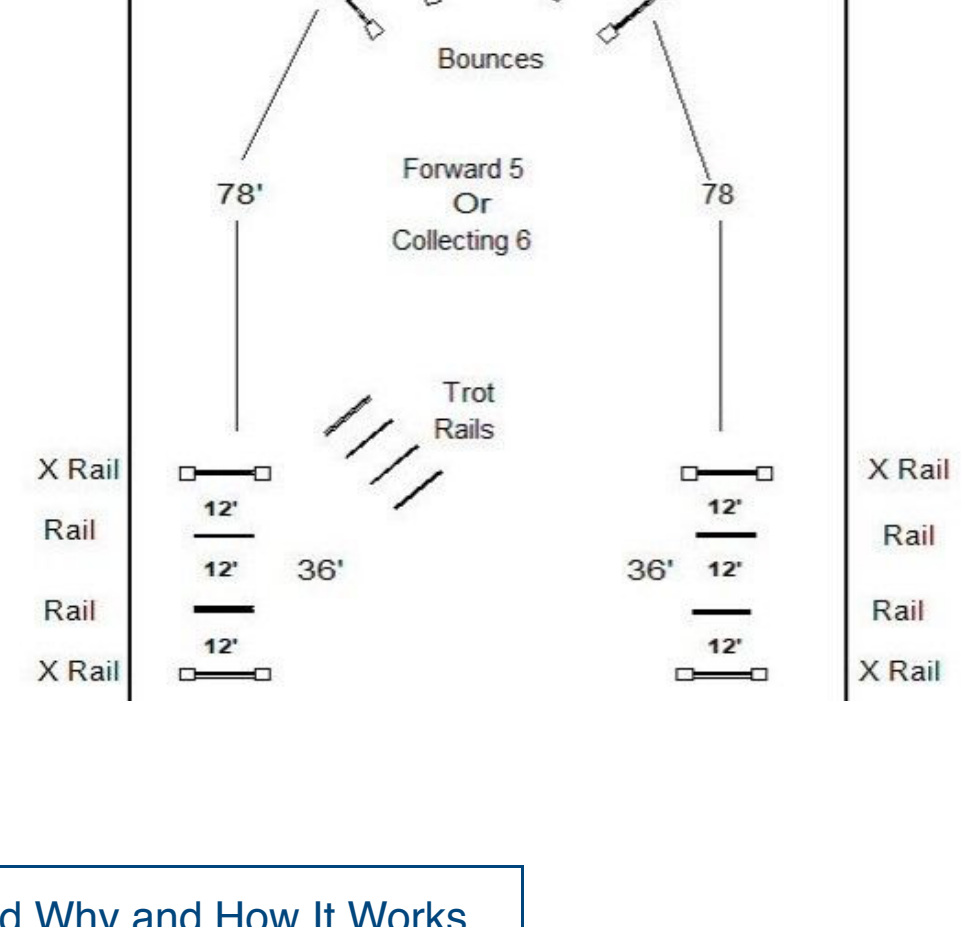 Bounces
78'
Forward 5
Or
Collecting 6
78
Trot
Rails
X Rail
12'
Rail
12'
36'
Rail
12'
X Rail
X Rail
12'
Rail
36'
12'
Rail
12'
X Rail
Why and How It Works